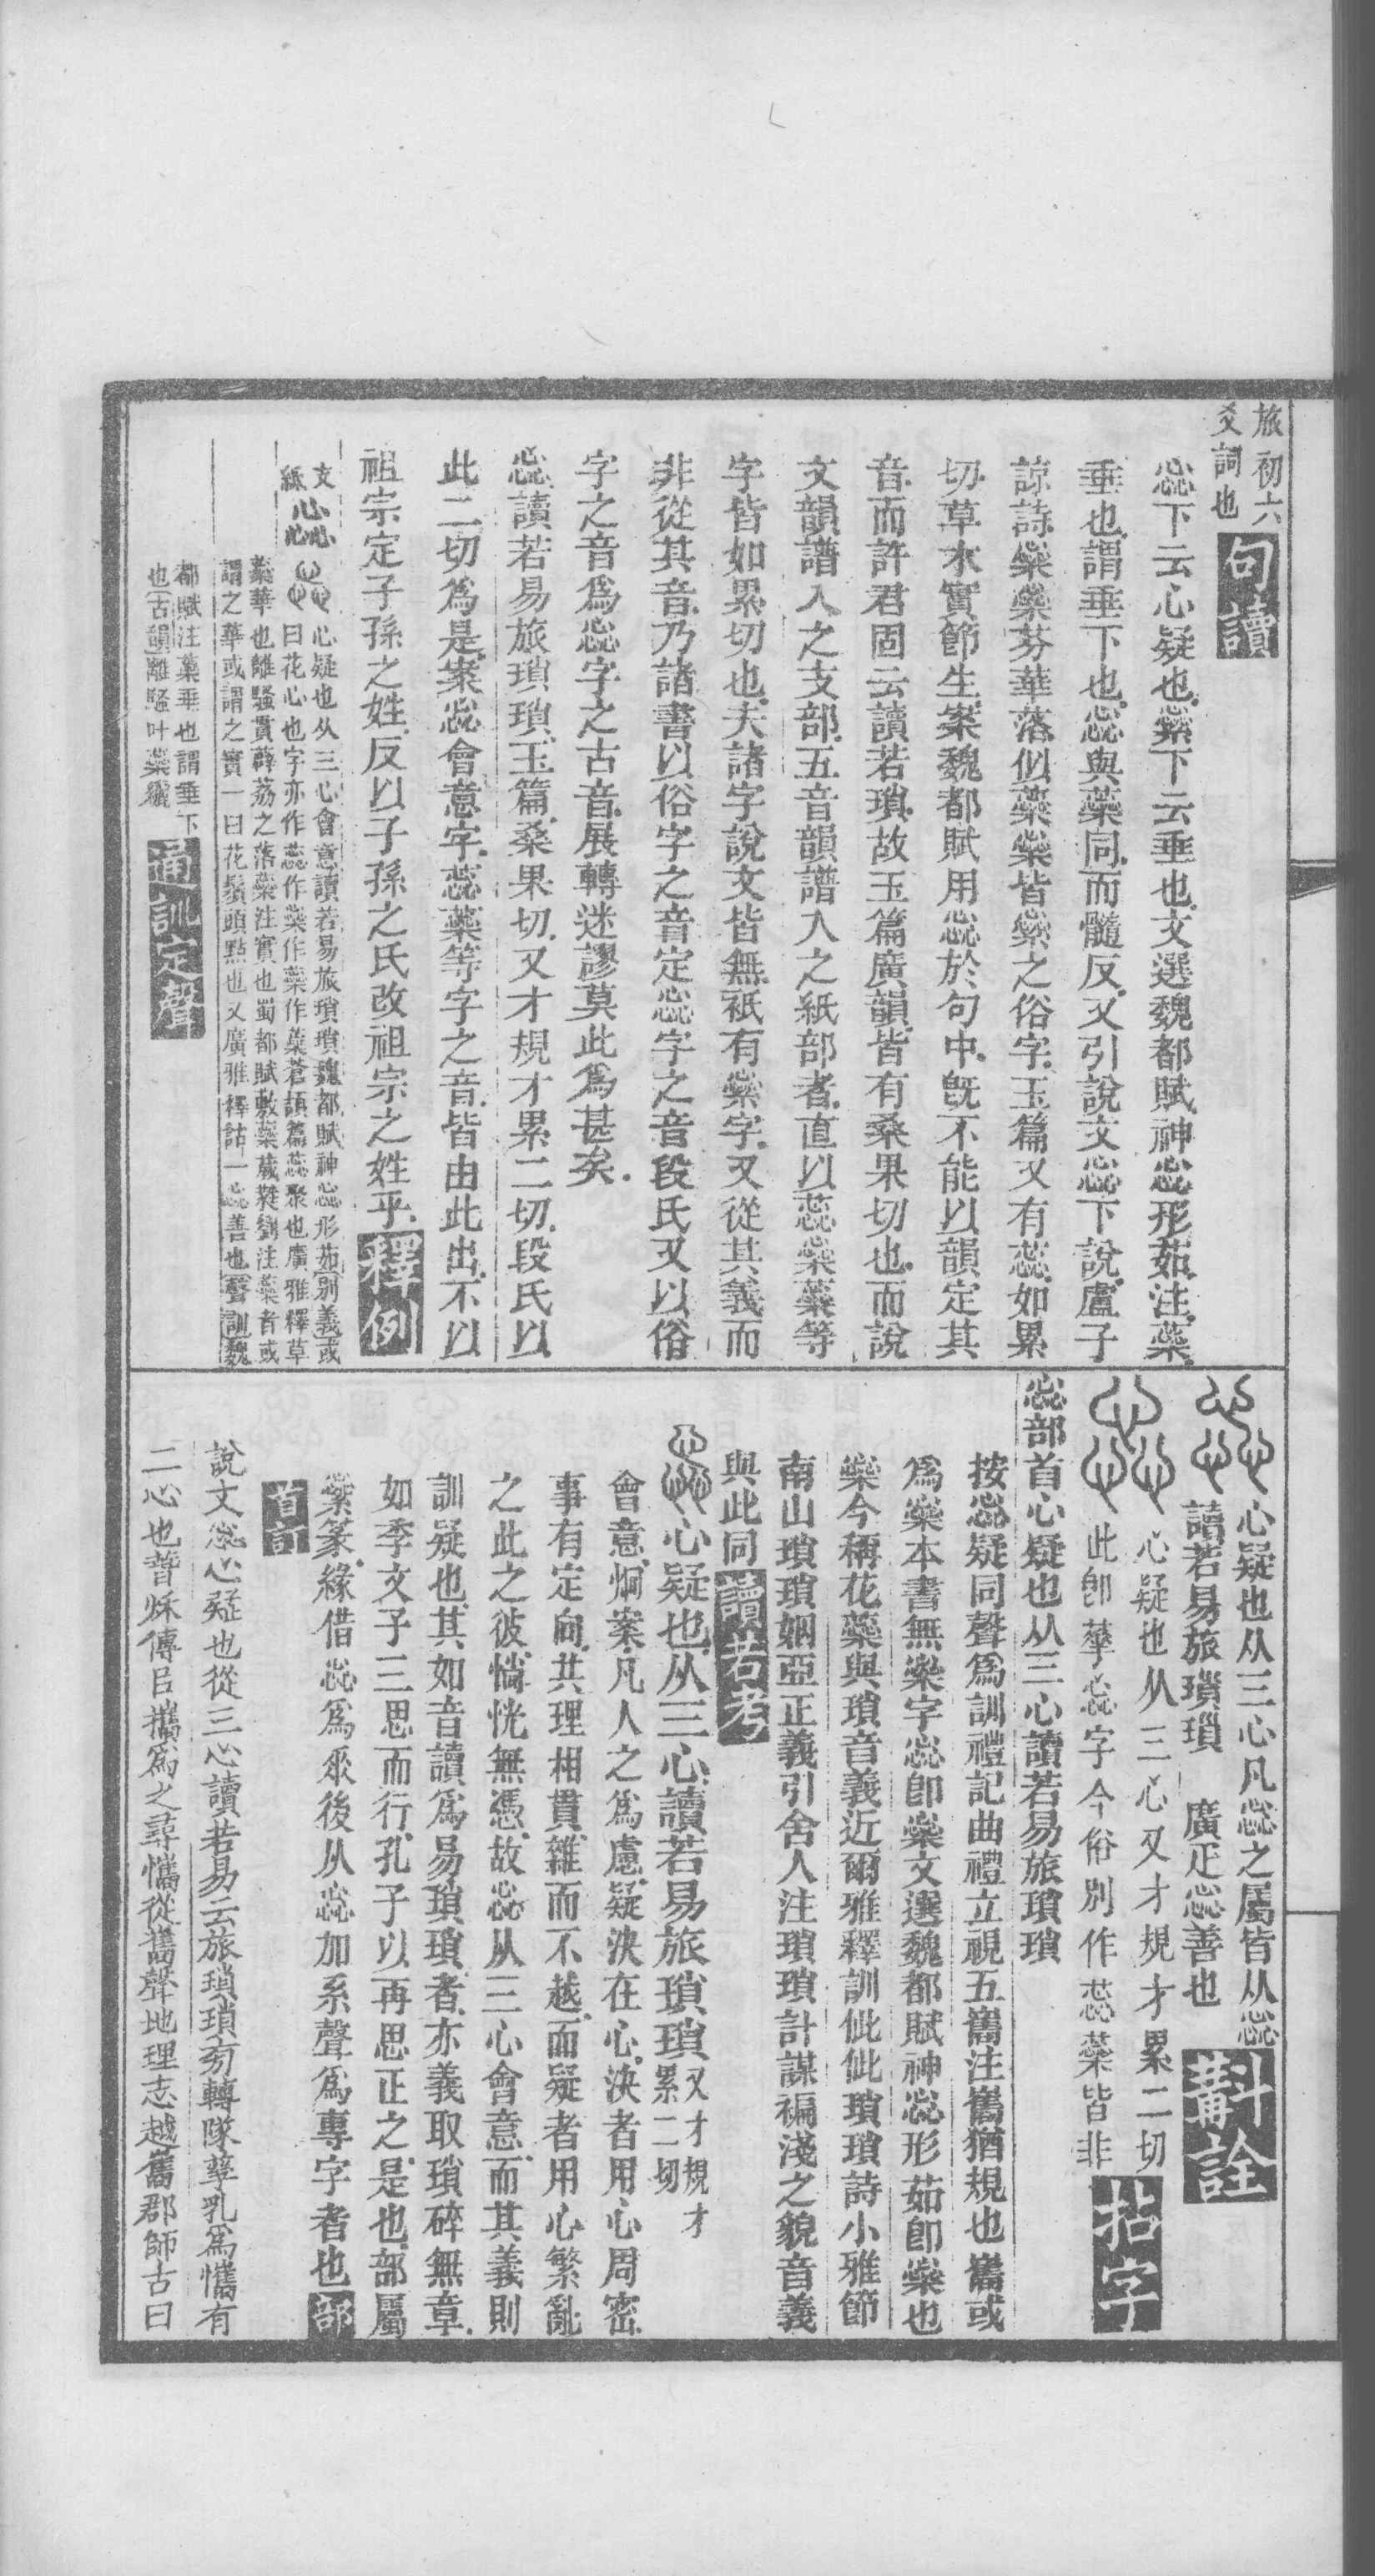 旅初六
爻詞也
句讀
惢下云心疑也縈下云垂也文選魏都賦神惢形茹注蘂
垂也謂垂下也惢與蘂同而髓反又引說文惢下說盧子
諒詩橤橤芬華落似蘂橤皆縈之俗字玉篇又有蕊如累
切草木實節生案魏都賦用惢於句中旣不能以韻定其
音而許君固云讀若瑣故玉篇廣韻皆有桑果切也而說
文韻譜入之支部五音韻譜入之紙部者直以蕊橤蘂等
字皆如累切也夫諸字說文皆無祇有縈字又從其義而
非從其音乃諸書以俗字之音定惢字之音段氏又以俗
字之音爲惢字之古音展轉迷謬莫此爲甚矣
惢讀若易旅瑣瑣玉篇桑果切又才規才累二切段氏以
此二切爲是案惢會意字蕊蘂等字之音皆由此出不以
祖宗定子孫之姓反以子孫之氏改祖宗之姓乎釋例
支
紙
惢
心疑也从三心會意讀若易旅瑣瑣魏都賦神惢形茹別義或
曰花心也字亦作蕊作蘂作蘃作橤蒼頡篇蕊聚也廣雅釋草
蘂華也離騷貫薜荔之落蘂注實也蜀都賦敷蘂葳蕤劉注蘂者或
謂之華或謂之實一曰花鬚頭點也又廣雅釋詁一惢善也聲訓魏
都賦注蘂垂也謂垂下
也古韻離騷叶蘂纚
通訓定聲
心疑也从三心凡惢之屬皆从惢
讀若易旅瑣瑣　廣疋惢善也
斠詮
心疑也从三心又才規才累二切
此卽蕐惢字今俗別作蕊蘂皆非
拈字
惢部首心疑也从三心讀若易旅瑣瑣
按惢疑同聲爲訓禮記曲禮立視五巂注巂猶規也巂或
爲橤本書無橤字惢卽橤文選魏都賦神惢形茹卽橤也
橤今稱花蘂與瑣音義近爾雅釋訓佌佌瑣瑣詩小雅節
南山瑣瑣姻亞正義引舍人注瑣瑣計謀褊淺之貌音義
與此同讀若考
心疑也从三心讀若易旅瑣瑣
又才規才
累二切
會意炯案凡人之爲慮疑決在心決者用心周密
事有定向其理相貫雜而不越而疑者用心繁亂
之此之彼惝恍無憑故惢从三心會意而其義則
訓疑也其如音讀爲易瑣瑣者亦義取瑣碎無章
如季文子三思而行孔子以再思正之是也部屬
縈篆緣借惢爲衆後从惢加系聲爲專字者也部
首訂
說文惢心疑也從三心讀若易云旅瑣瑣㫄轉隊孳乳爲懏有
二心也萅秌傳曰攜爲之尋懏從巂聲地理志越巂郡師古曰